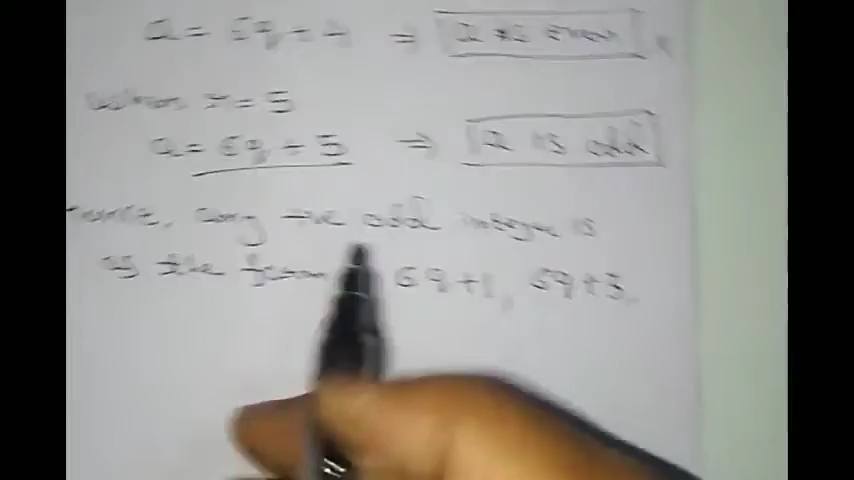 a = 6q + 4 ⇒ a is even
when r = 5
a = 6q + 5 ⇒ a is odd
Hence, any +ve odd integer is
of the form 6q+1, 6q+3,